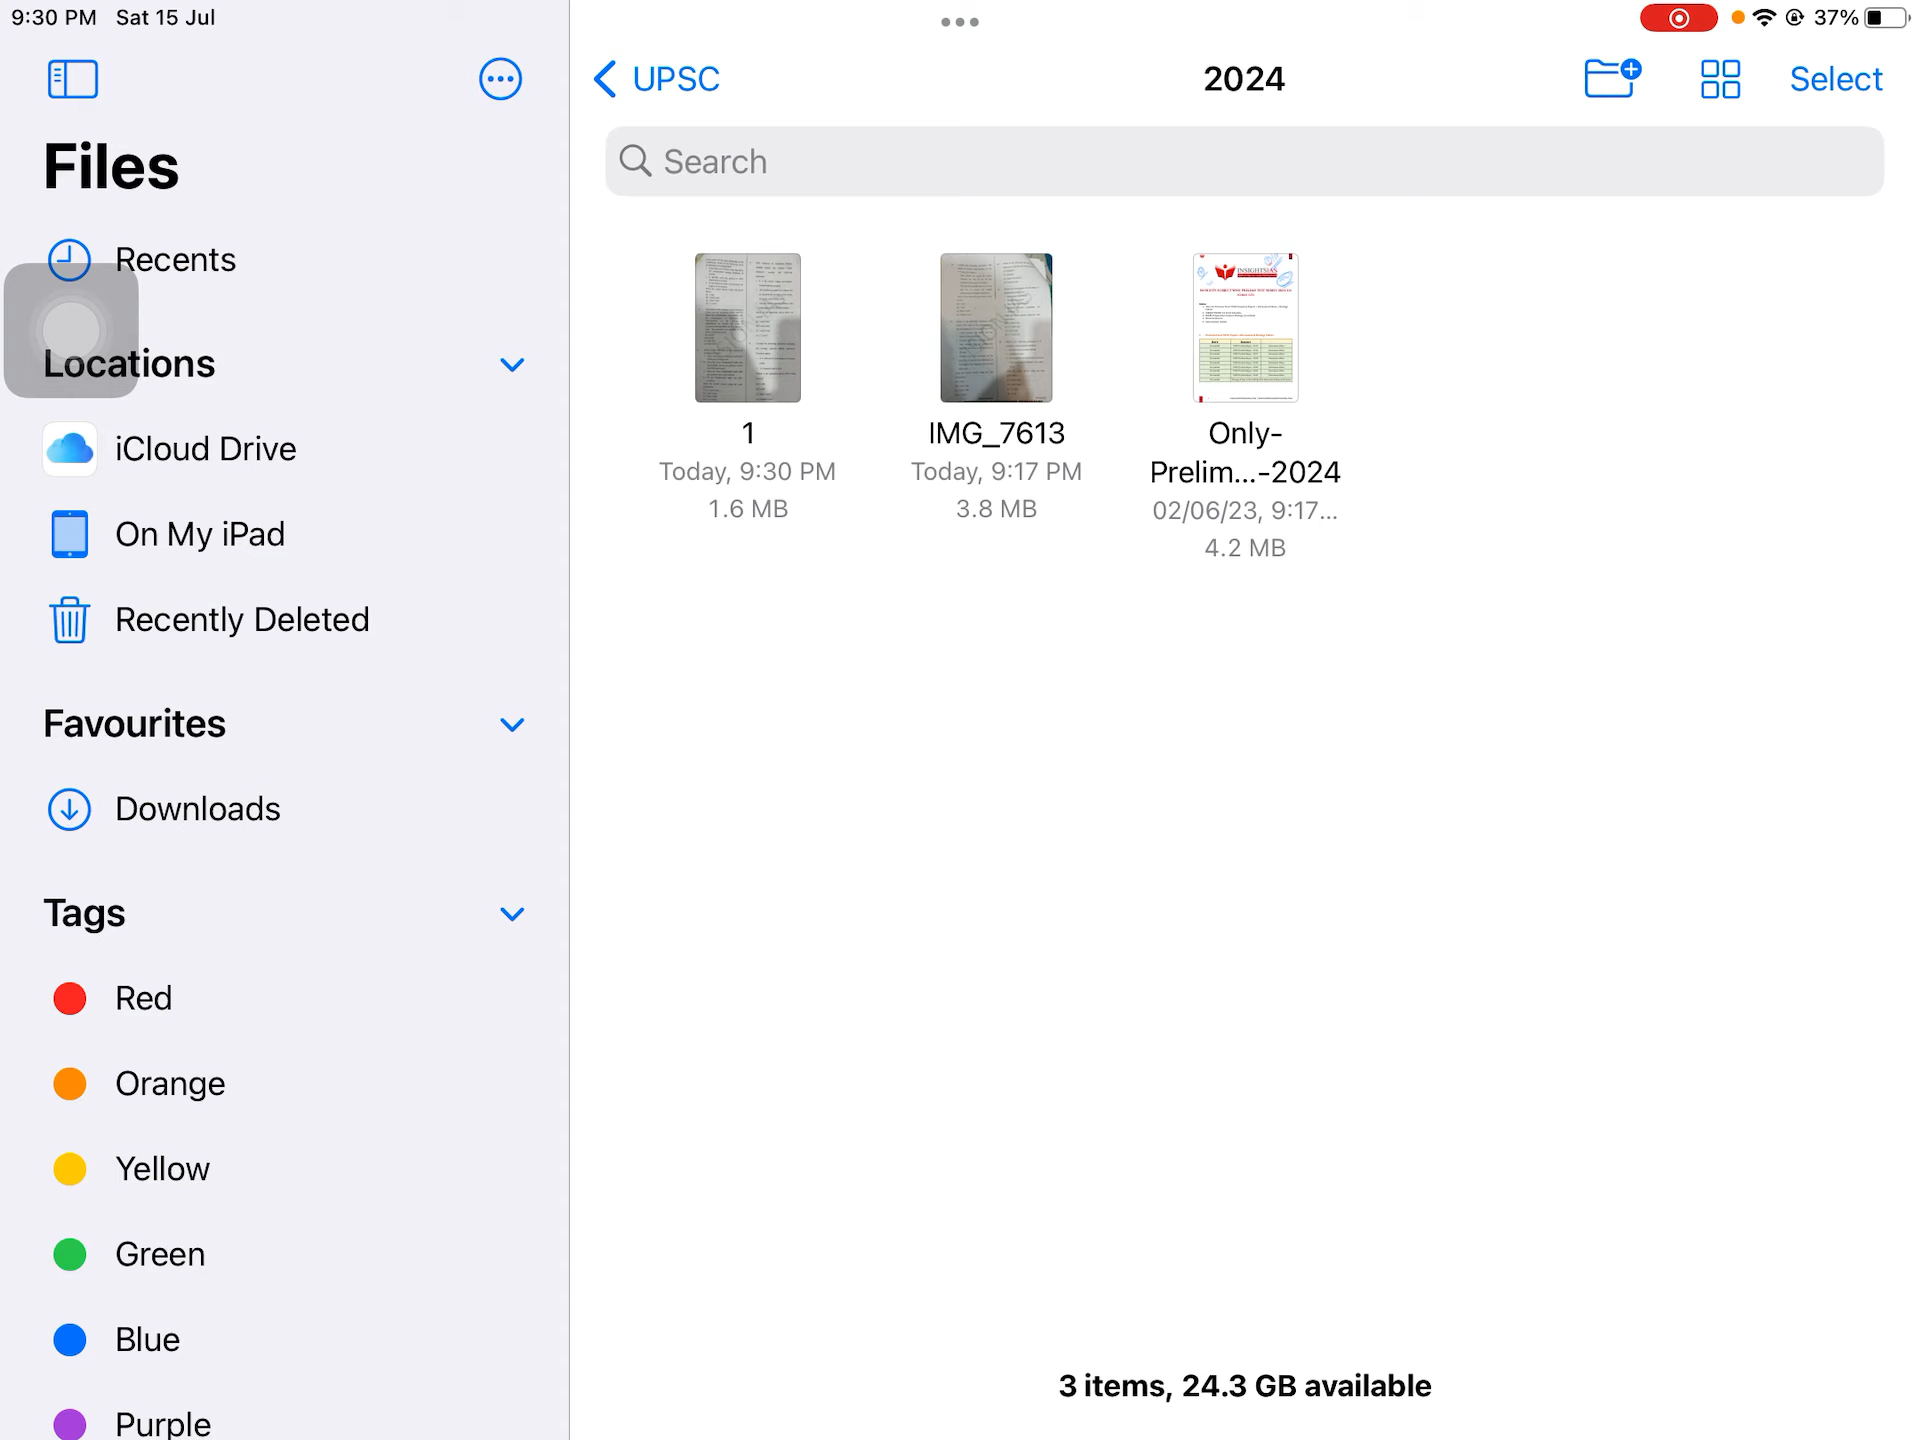 9:30 PM Sat 15 Jul
37%
Files
Recents
Locations
iCloud Drive
On My iPad
Recently Deleted
Favourites
Downloads
Tags
Red
Orange
Yellow
Green
Blue
Purple
UPSC
2024
Select
Search
INSIGHTSIAS
1
Today, 9:30 PM
1.6 MB
IMG_7613
Today, 9:17 PM
3.8 MB
Only-
Prelim...-2024
02/06/23, 9:17...
4.2 MB
3 items, 24.3 GB available